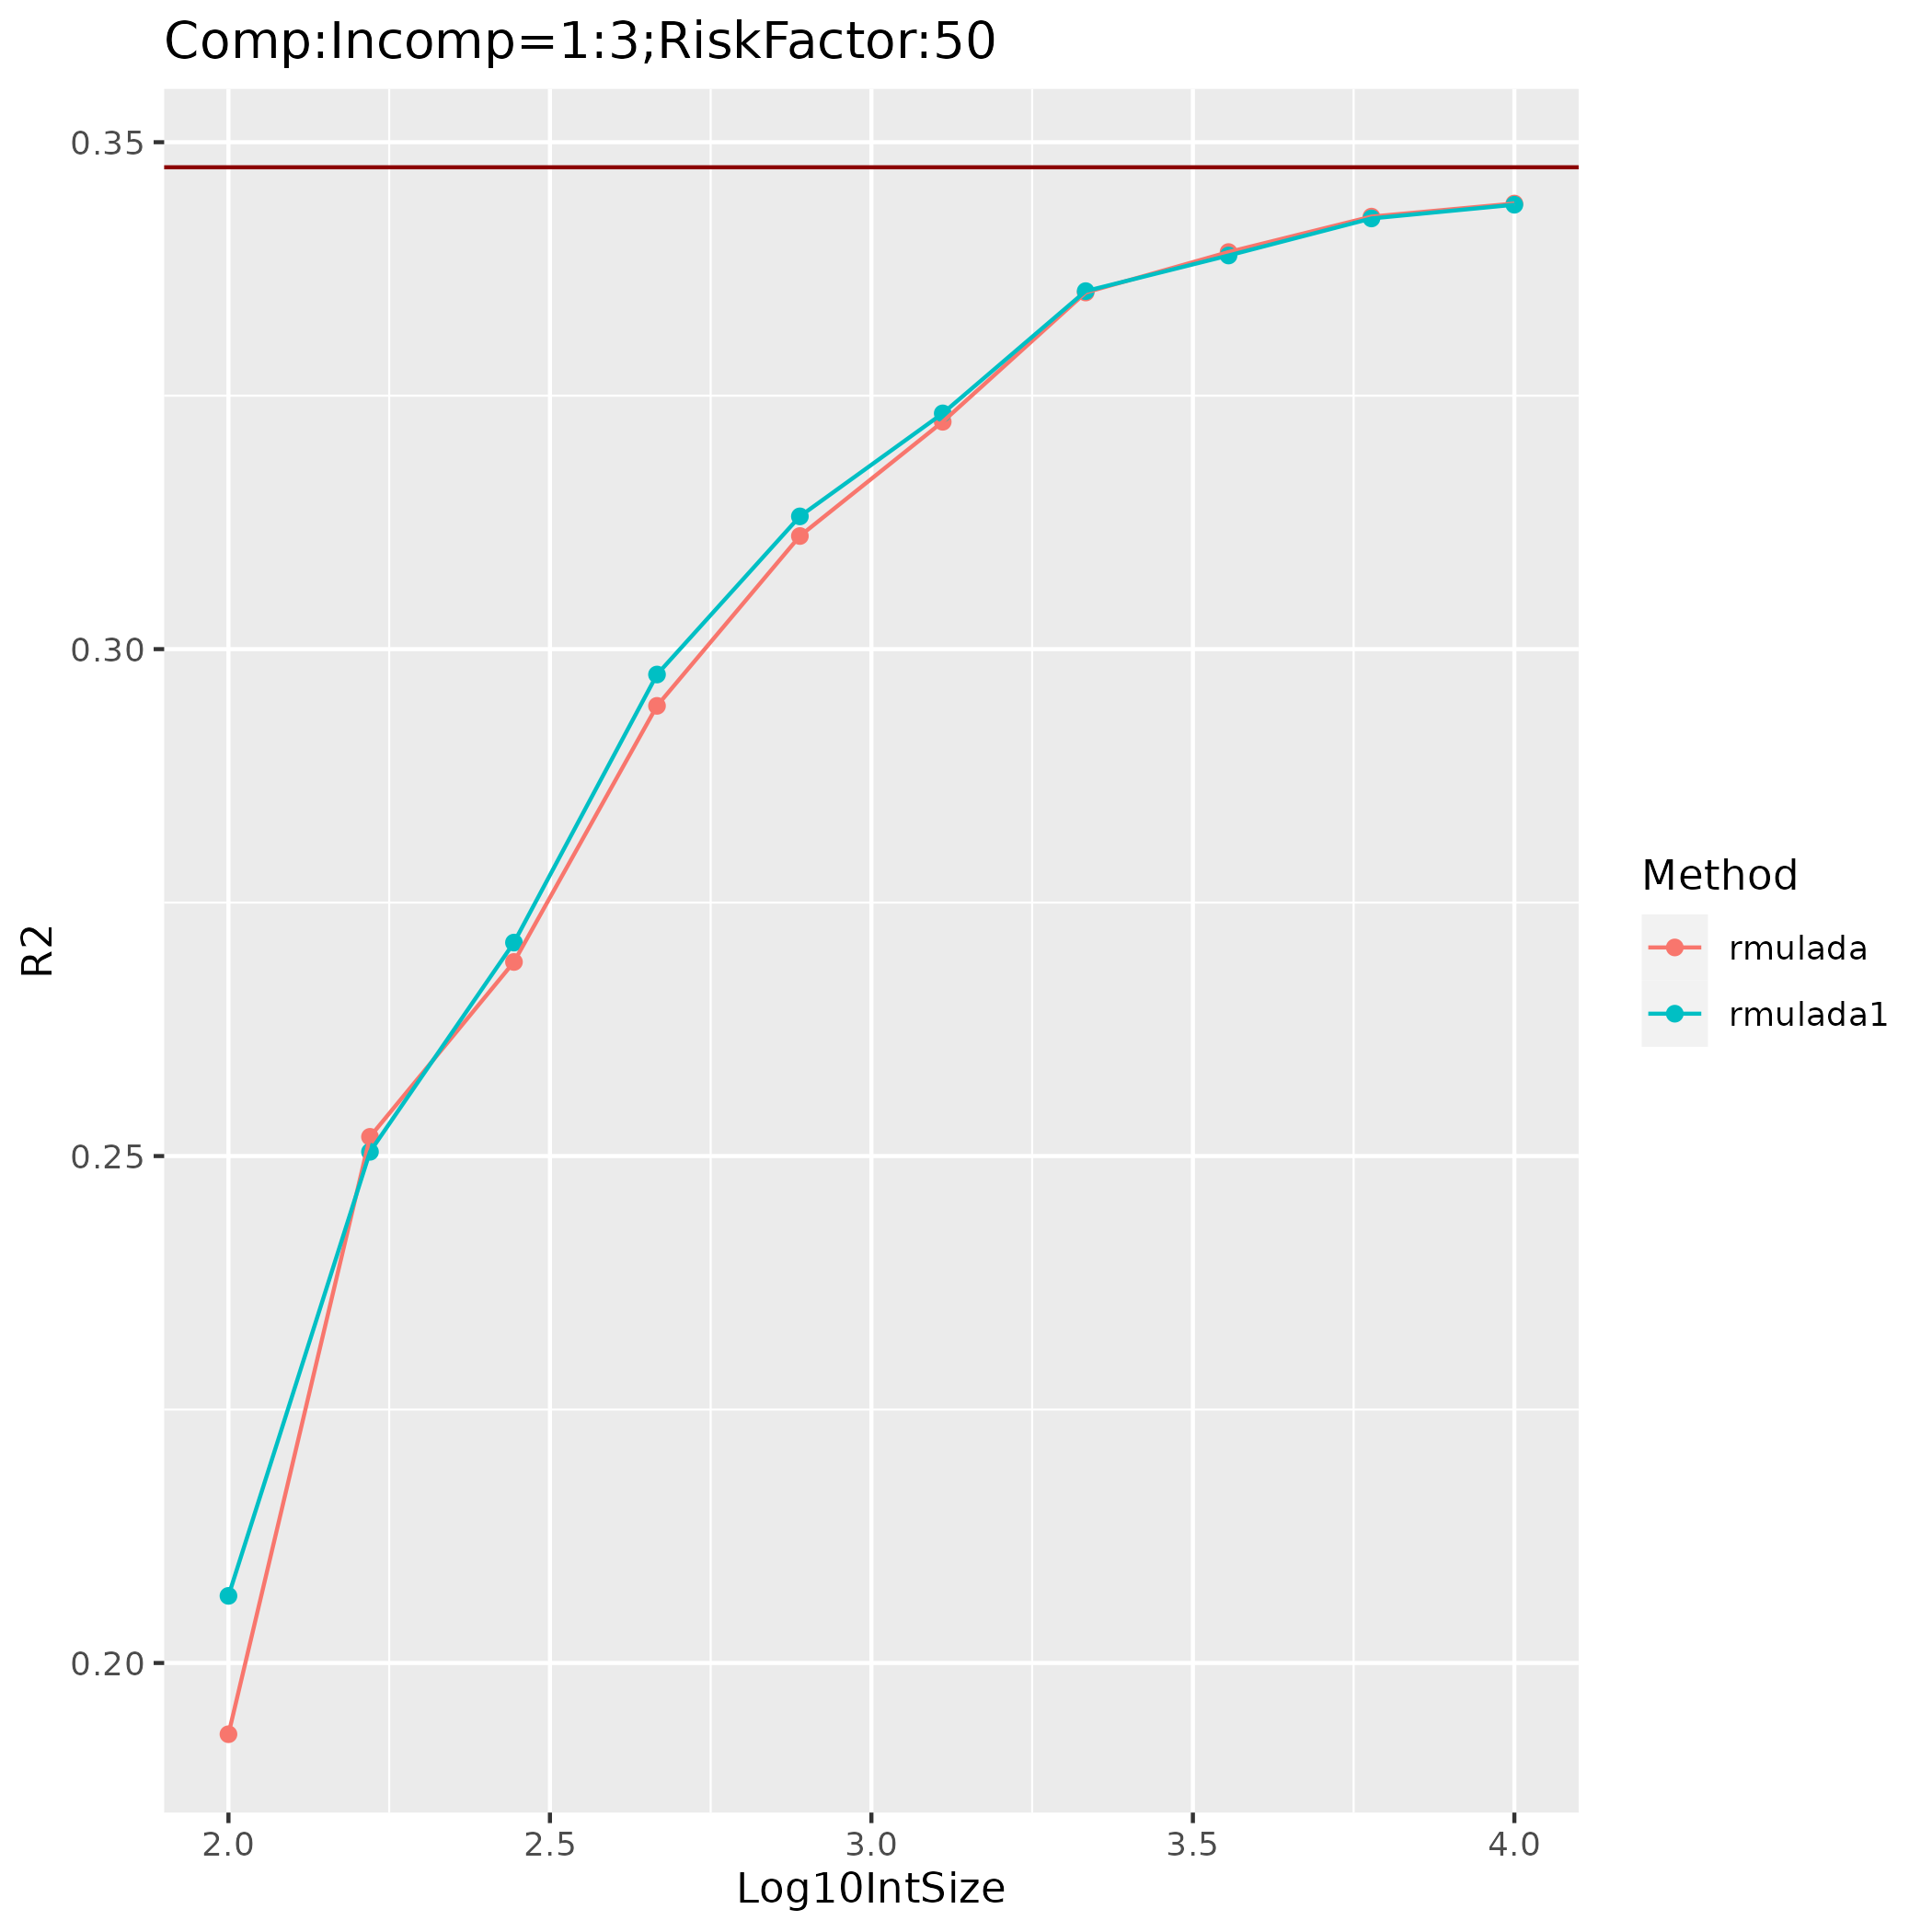 Comp:Incomp=1:3;RiskFactor:50
0.35
0.30
0.25
0.20
R2
2.0 2.5 3.0 3.5 4.0
Log10IntSize
Method
rmulada
rmulada1